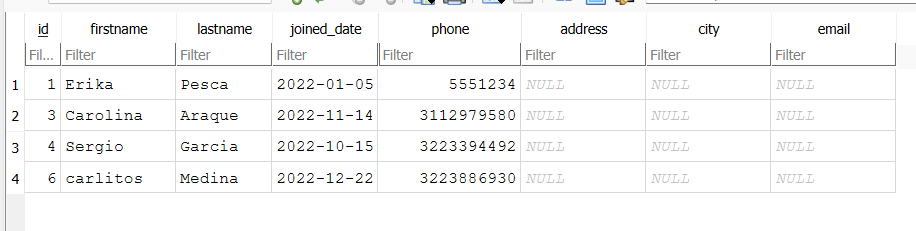 id firstname lastname joined_date phone address city email
Fil... Filter Filter Filter Filter Filter Filter Filter
1 1 Erika Pesca 2022-01-05 5551234 NULL NULL NULL
2 3 Carolina Araque 2022-11-14 3112979580 NULL NULL NULL
3 4 Sergio Garcia 2022-10-15 3223394492 NULL NULL NULL
4 6 carlitos Medina 2022-12-22 3223886930 NULL NULL NULL